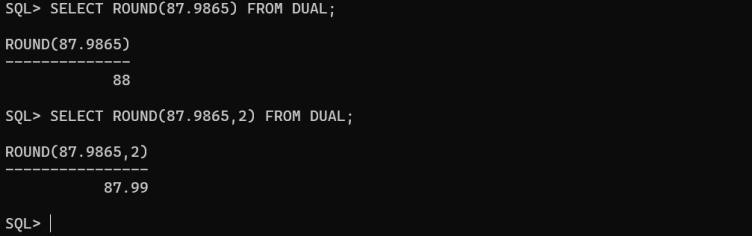 SQL> SELECT ROUND(87.9865) FROM DUAL;
ROUND(87.9865)
--------------
88
SQL> SELECT ROUND(87.9865,2) FROM DUAL;
ROUND(87.9865,2)
----------------
87.99
SQL>